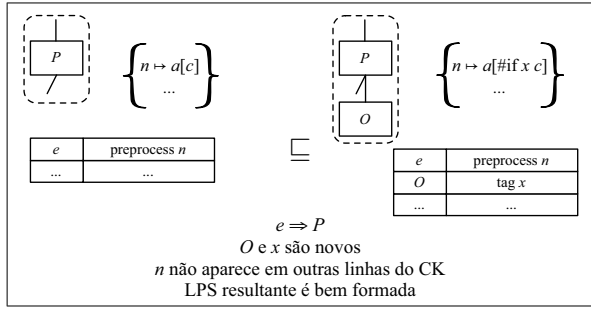 P
n ↦ a[c]
...
e preprocess n
... ...
⊑
P
O
n ↦ a[#if x c]
...
e preprocess n
O tag x
... ...
e ⇒ P
O e x são novos
n não aparece em outras linhas do CK
LPS resultante é bem formada